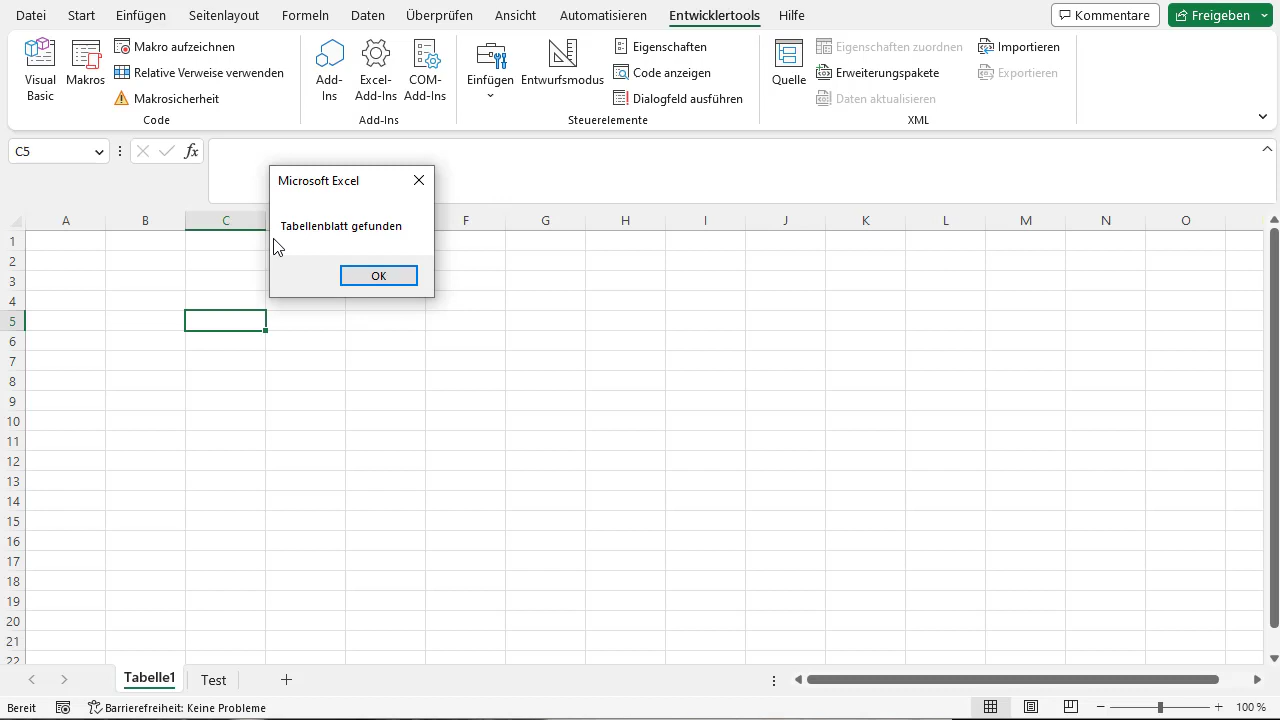 Datei Start Einfügen Seitenlayout Formeln Daten Überprüfen Ansicht Automatisieren Entwicklertools Hilfe Kommentare Freigeben
Visual Basic
Makros
Makro aufzeichnen
Relative Verweise verwenden
Makrosicherheit
Code
Add-Ins
Excel-Add-Ins
COM-Add-Ins
Add-Ins
Einfügen
Entwurfsmodus
Eigenschaften
Code anzeigen
Dialogfeld ausführen
Steuerelemente
Quelle
Eigenschaften zuordnen
Erweiterungspakete
Daten aktualisieren
Importieren
Exportieren
XML
C5
fx
Microsoft Excel
Tabellenblatt gefunden
OK
A B C F G H I J K L M N O
1
2
3
4
5
6
7
8
9
10
11
12
13
14
15
16
17
18
19
20
21
22
Tabelle1 Test
Bereit Barrierefreiheit: Keine Probleme 100 %